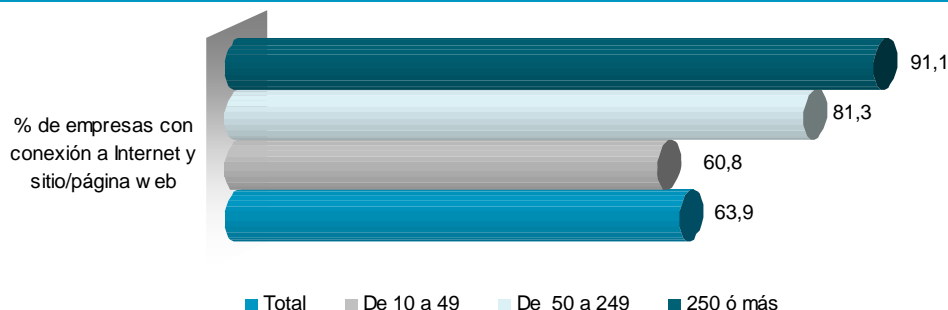 91,1
81,3
% de empresas con
conexión a Internet y
sitio/página w eb
60,8
63,9
Total De 10 a 49 De 50 a 249 250 ó más